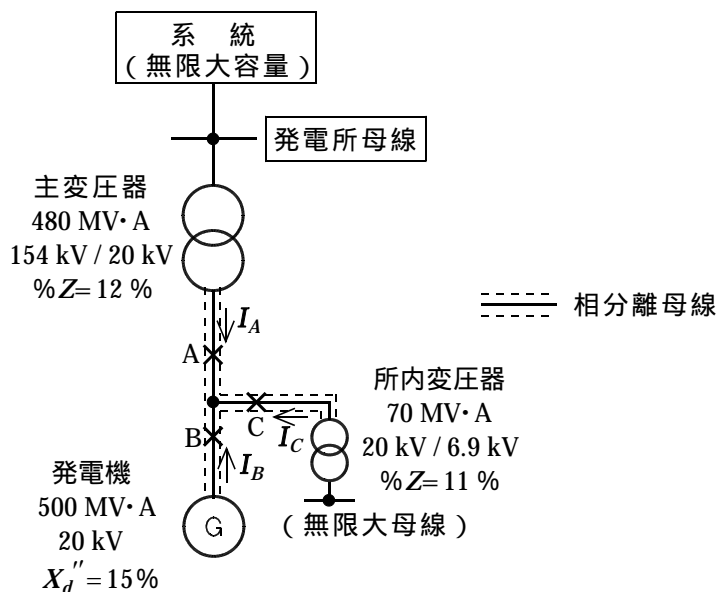 系 統
(無限大容量)
発電所母線
主変圧器
480 MV･A
154 kV / 20 kV
%Z= 12 %
I_A
相分離母線
A
所内変圧器
70 MV･A
20 kV / 6.9 kV
%Z= 11 %
C
I_C
B
I_B
(無限大母線)
発電機
500 MV･A
20 kV
X_d''= 15%
G